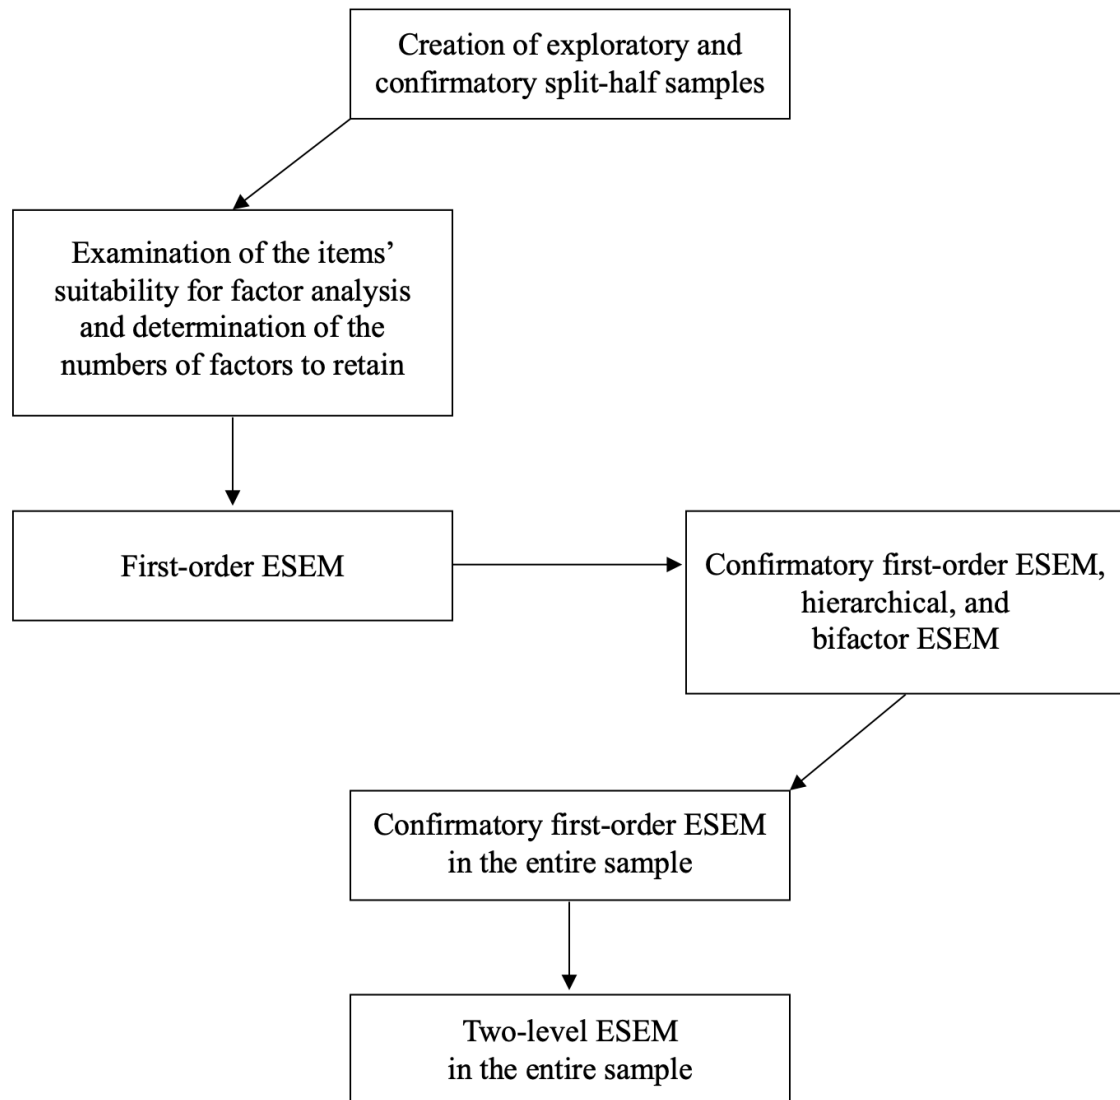 Creation of exploratory and
confirmatory split-half samples
Examination of the items’
suitability for factor analysis
and determination of the
numbers of factors to retain
First-order ESEM
Confirmatory first-order ESEM,
hierarchical, and
bifactor ESEM
Confirmatory first-order ESEM
in the entire sample
Two-level ESEM
in the entire sample